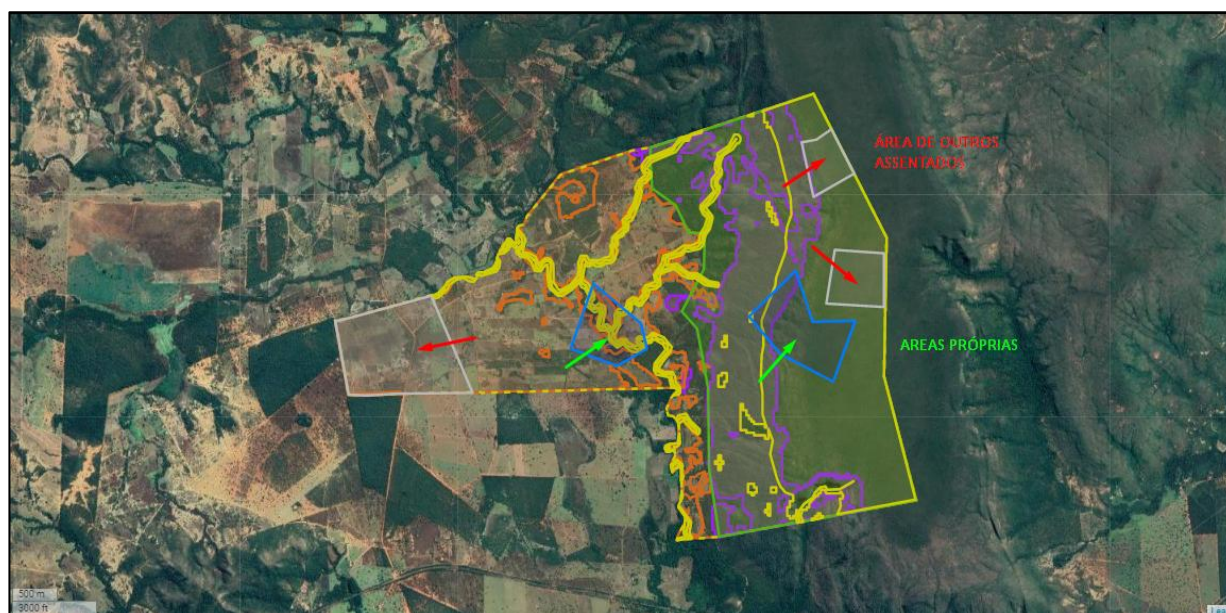 ÁREA DE OUTROS
ASSENTADOS
AREAS PRÓPRIAS
500 m
3000 ft